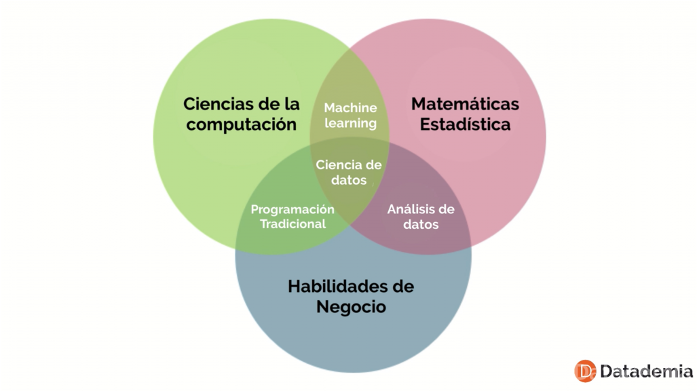 Ciencias de la
computación
Machine
learning
Matemáticas
Estadística
Ciencia de
datos
Programación
Tradicional
Análisis de
datos
Habilidades de
Negocio
Datademia